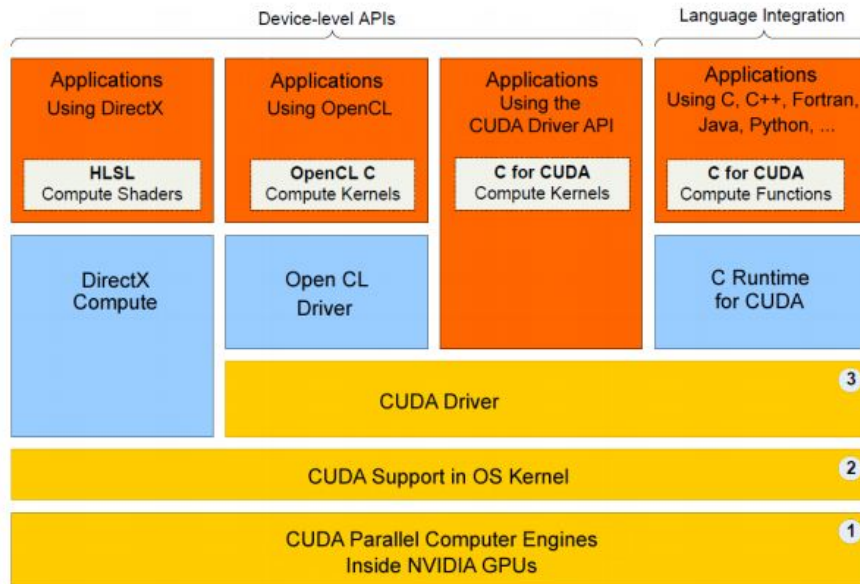 Device-level APIs
Language Integration
Applications
Using DirectX
HLSL
Compute Shaders
Applications
Using OpenCL
OpenCL C
Compute Kernels
Applications
Using the
CUDA Driver API
C for CUDA
Compute Kernels
Applications
Using C, C++, Fortran,
Java, Python, ...
C for CUDA
Compute Functions
DirectX
Compute
Open CL
Driver
C Runtime
for CUDA
CUDA Driver
3
CUDA Support in OS Kernel
2
CUDA Parallel Computer Engines
Inside NVIDIA GPUs
1